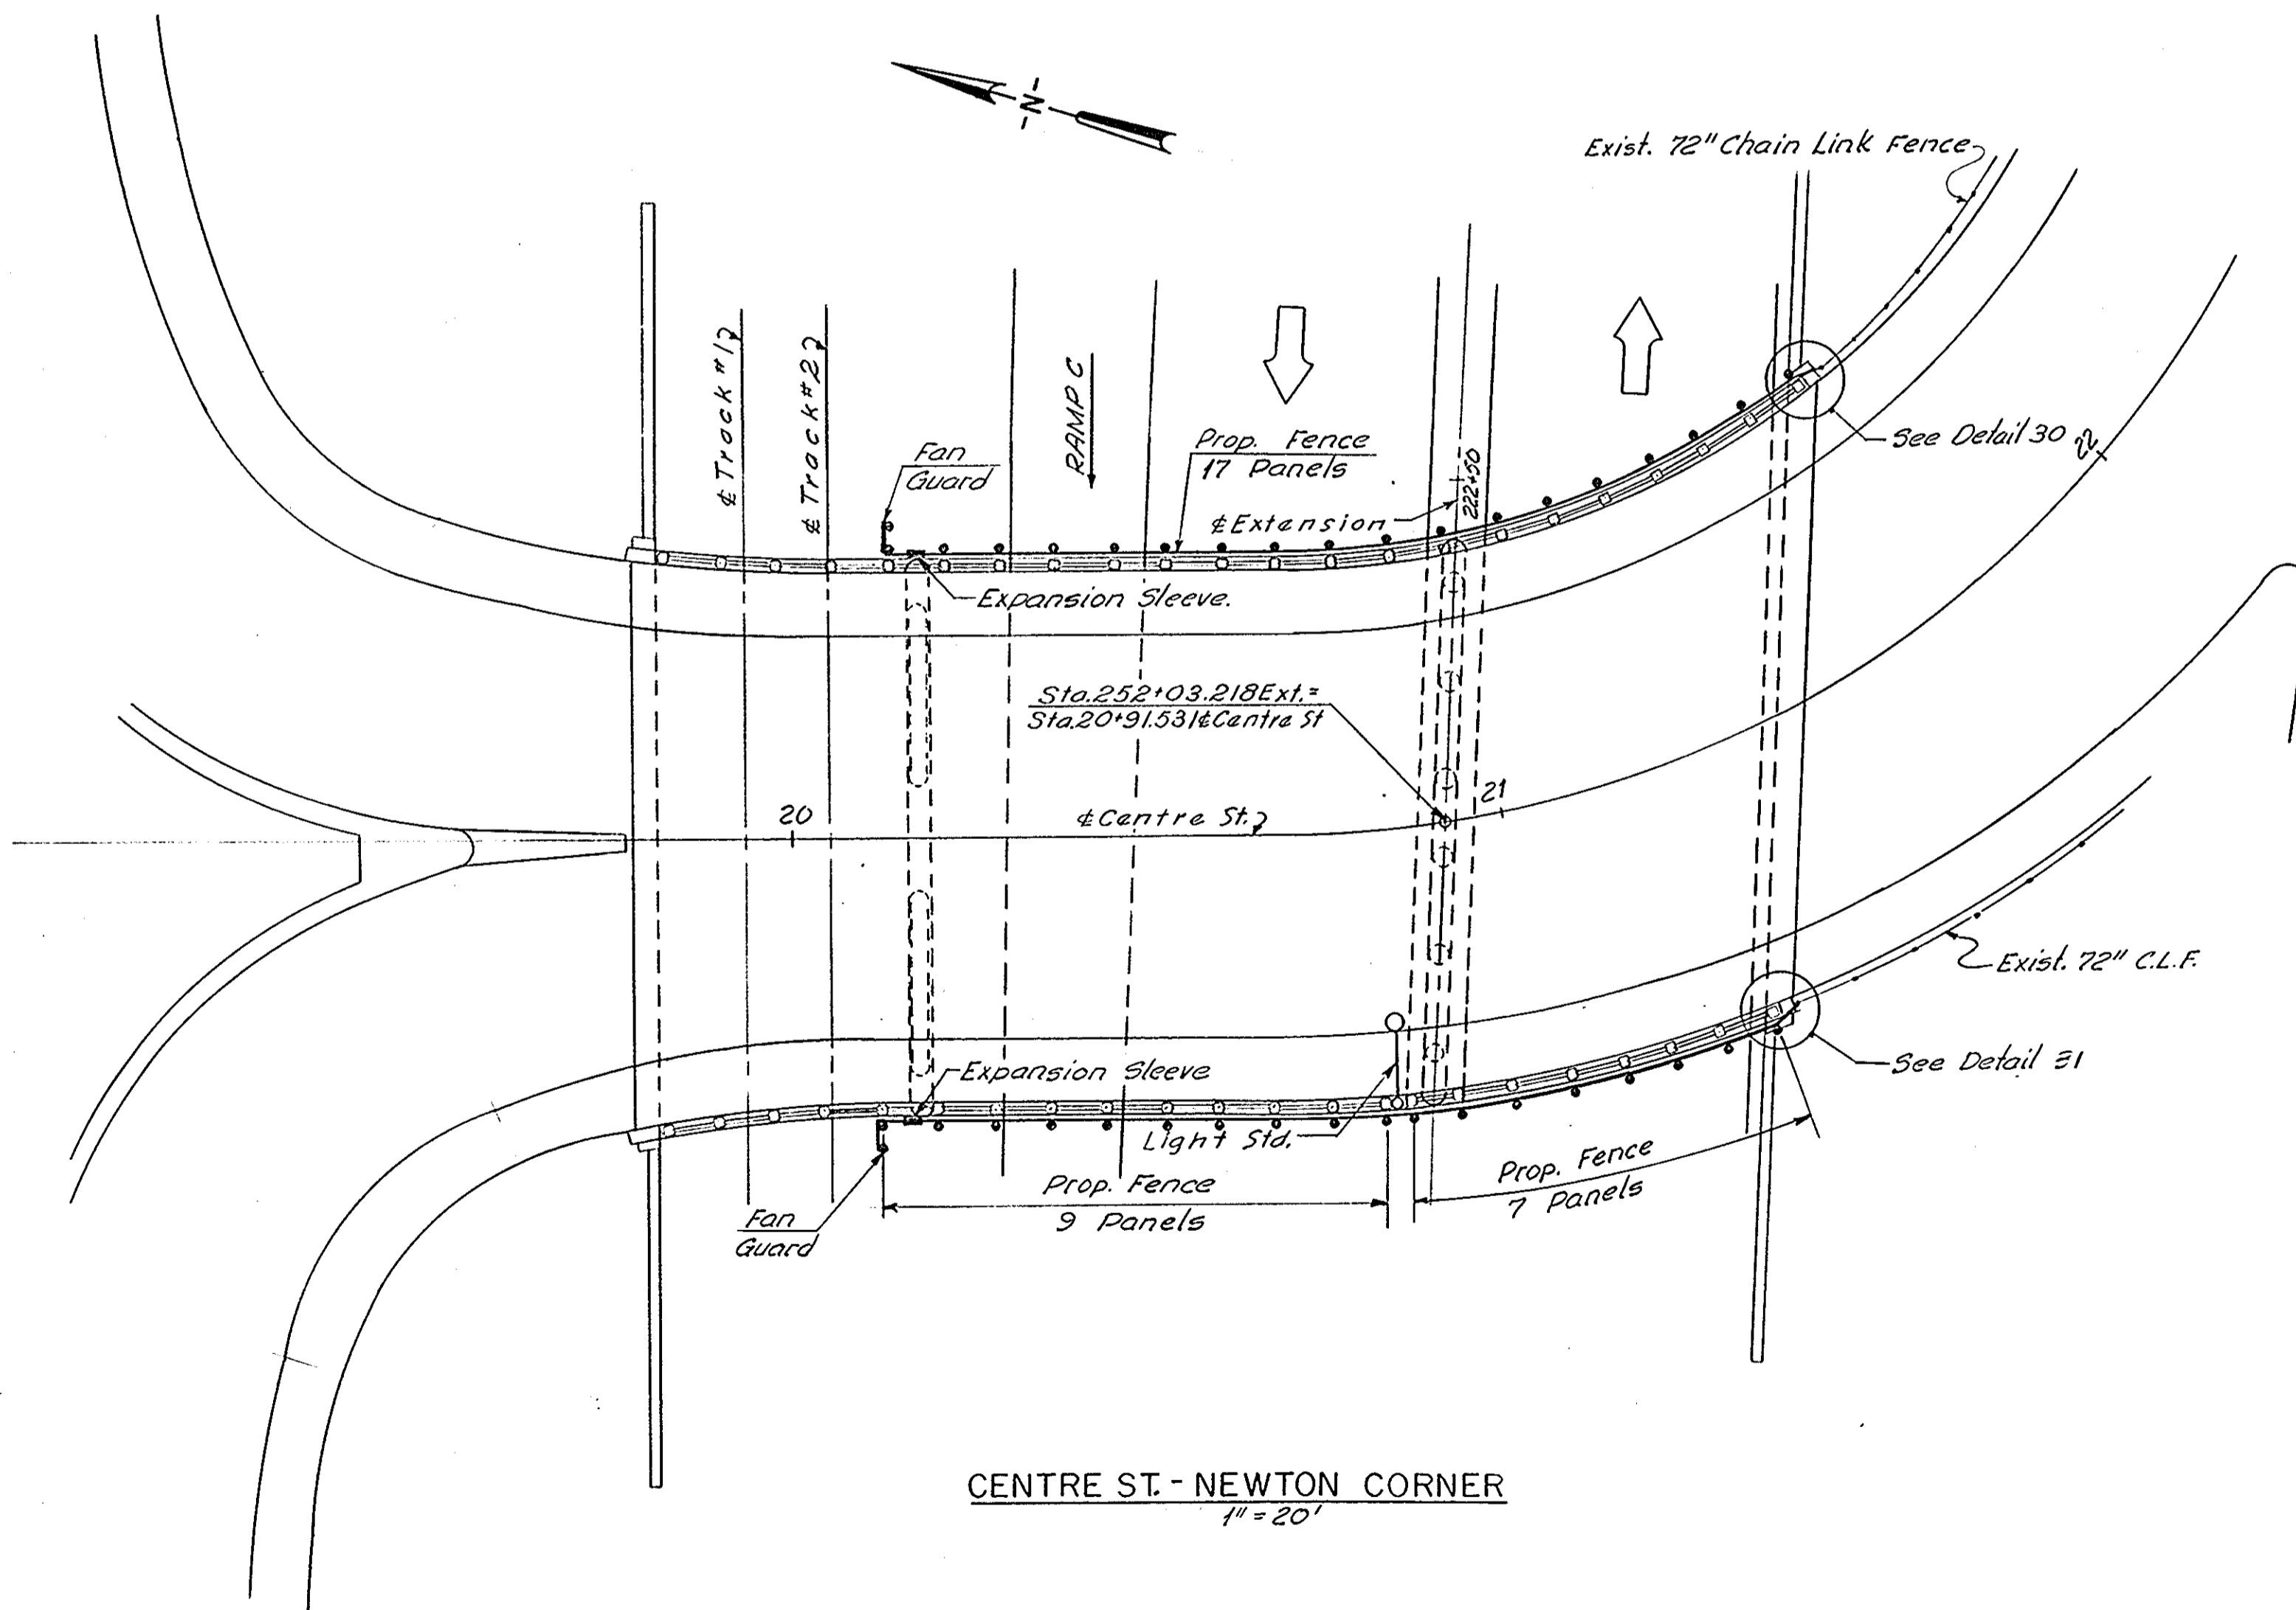 -N-
Exist. 72" Chain Link Fence
℄ Track #1
℄ Track #2
RAMP C
Fan
Guard
Prop. Fence
17 Panels
℄ Extension
222+50
See Detail 30
22
Expansion Sleeve.
Sta. 252+03.218 Ext. =
Sta. 20+91.531 ℄ Centre St
20
℄ Centre St.
21
Exist. 72" C.L.F.
Expansion Sleeve
See Detail 31
Light Std.
Prop. Fence
9 Panels
Prop. Fence
7 Panels
Fan
Guard
CENTRE ST. - NEWTON CORNER
1" = 20'